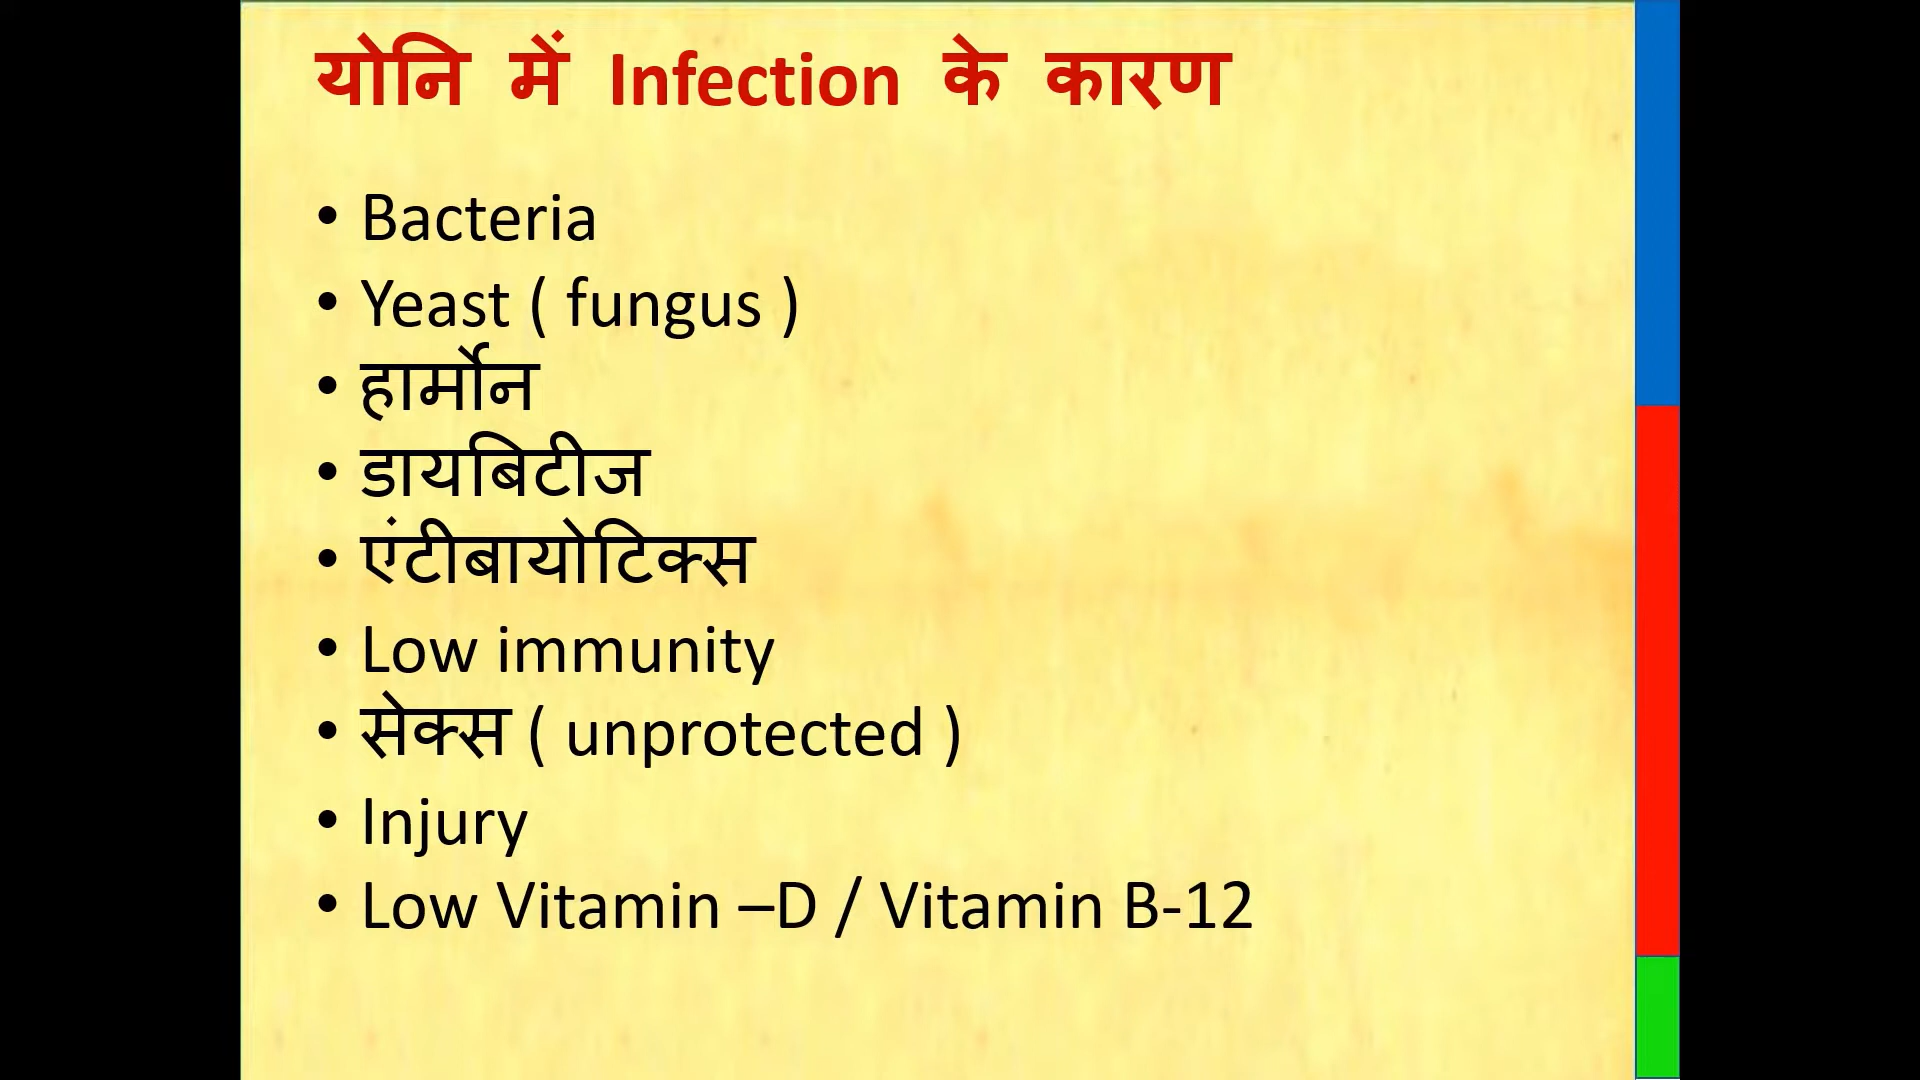 योनि में Infection के कारण
• Bacteria
• Yeast ( fungus )
• हार्मोन
• डायबिटीज
• एंटीबायोटिक्स
• Low immunity
• सेक्स ( unprotected )
• Injury
• Low Vitamin –D / Vitamin B-12